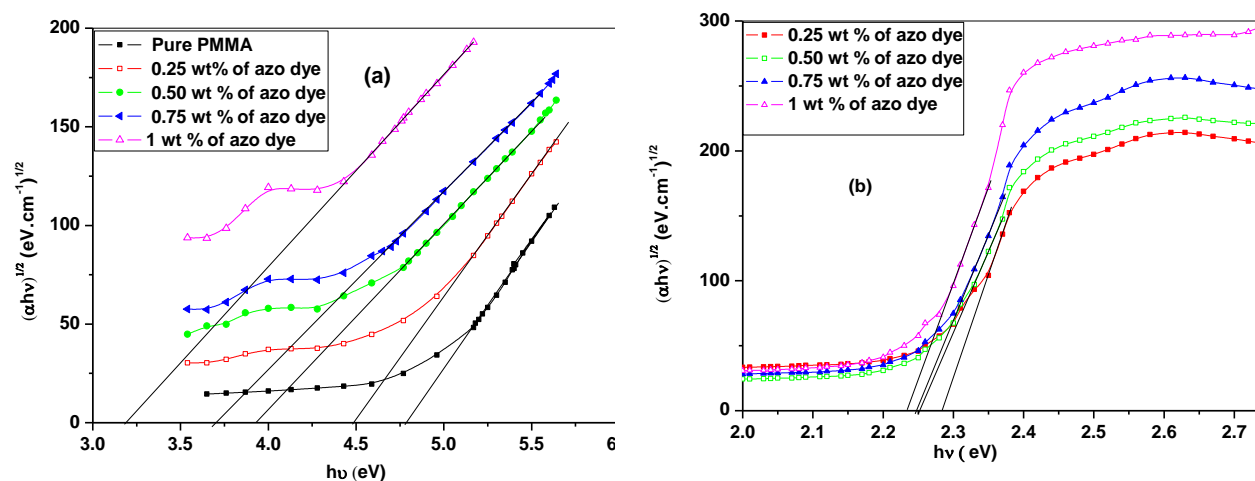 200
150
100
50
0
(αhυ)^1/2 (eV.cm⁻¹)^1/2
Pure PMMA
0.25 wt% of azo dye
0.50 wt % of azo dye
0.75 wt % of azo dye
1 wt % of azo dye
(a)
3.0 3.5 4.0 4.5 5.0 5.5 6
hυ (eV)
300
200
100
0
(αhν)^1/2 (eV.cm⁻¹)^1/2
0.25 wt % of azo dye
0.50 wt % of azo dye
0.75 wt % of azo dye
1 wt % of azo dye
(b)
2.0 2.1 2.2 2.3 2.4 2.5 2.6 2.7
hν ( eV)